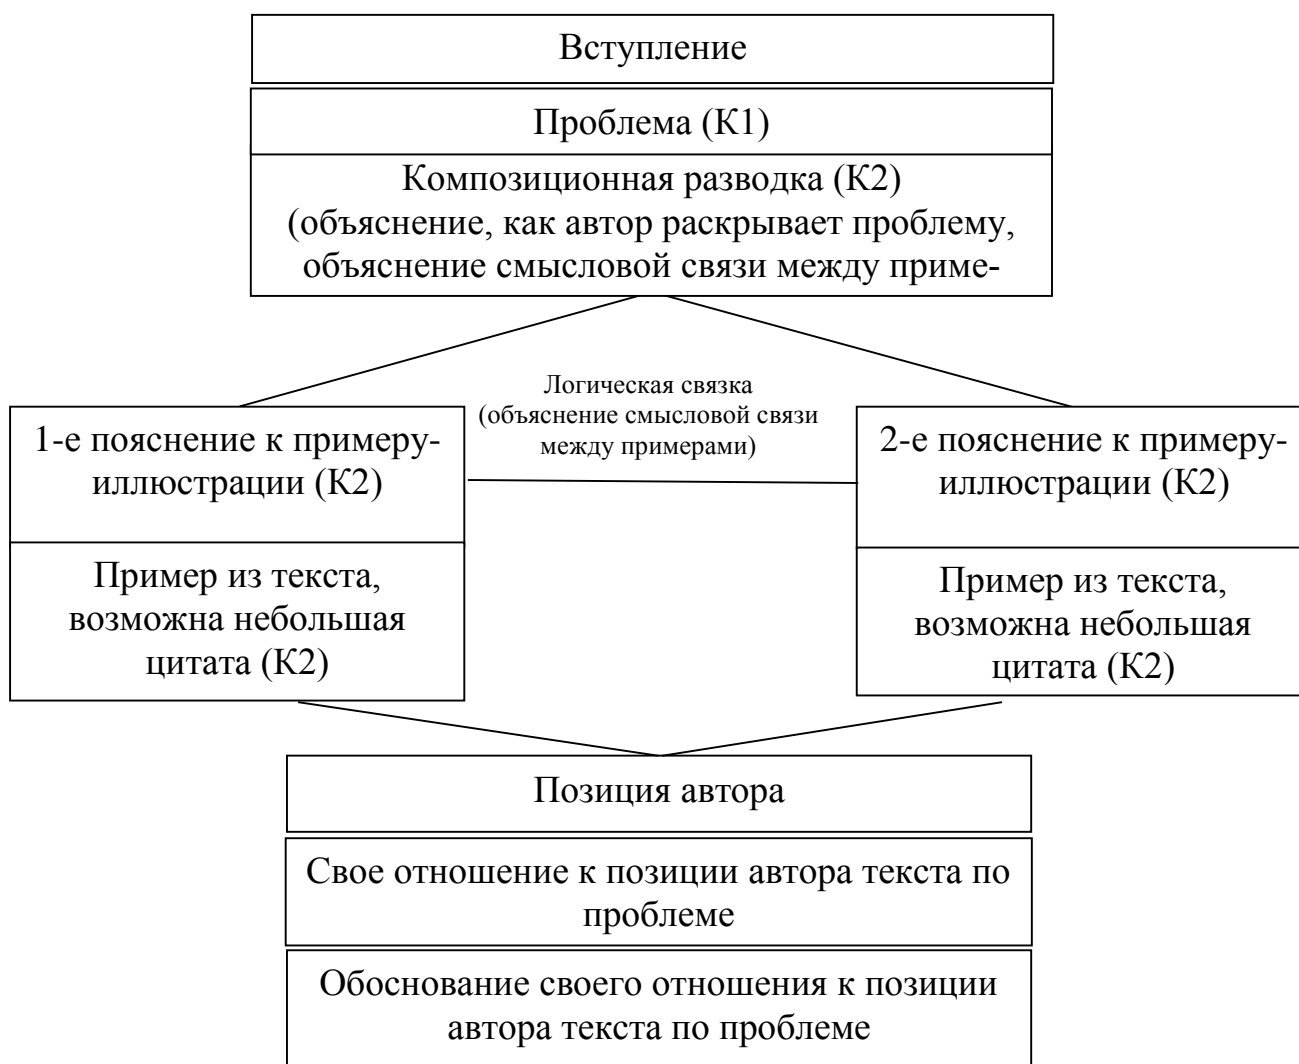 Вступление
Проблема (К1)
Композиционная разводка (К2)
(объяснение, как автор раскрывает проблему,
объяснение смысловой связи между приме-
Логическая связка
(объяснение смысловой связи
между примерами)
1-е пояснение к примеру-
иллюстрации (К2)
Пример из текста,
возможна небольшая
цитата (К2)
2-е пояснение к примеру-
иллюстрации (К2)
Пример из текста,
возможна небольшая
цитата (К2)
Позиция автора
Свое отношение к позиции автора текста по
проблеме
Обоснование своего отношения к позиции
автора текста по проблеме